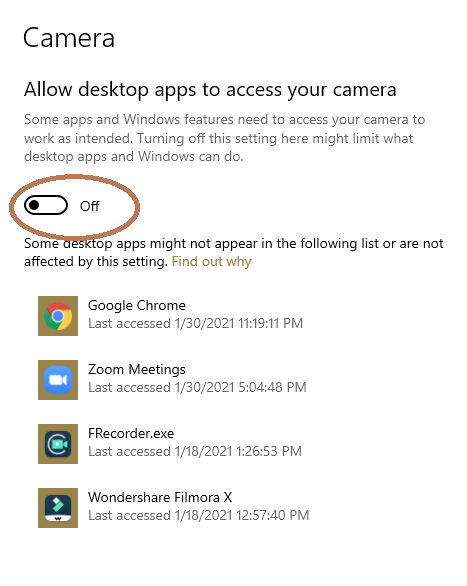 Camera
Allow desktop apps to access your camera
Some apps and Windows features need to access your camera to
work as intended. Turning off this setting here might limit what
desktop apps and Windows can do.
Off
Some desktop apps might not appear in the following list or are not
affected by this setting. Find out why
Google Chrome
Last accessed 1/30/2021 11:19:11 PM
Zoom Meetings
Last accessed 1/30/2021 5:04:48 PM
FRecorder.exe
Last accessed 1/18/2021 1:26:53 PM
Wondershare Filmora X
Last accessed 1/18/2021 12:57:40 PM